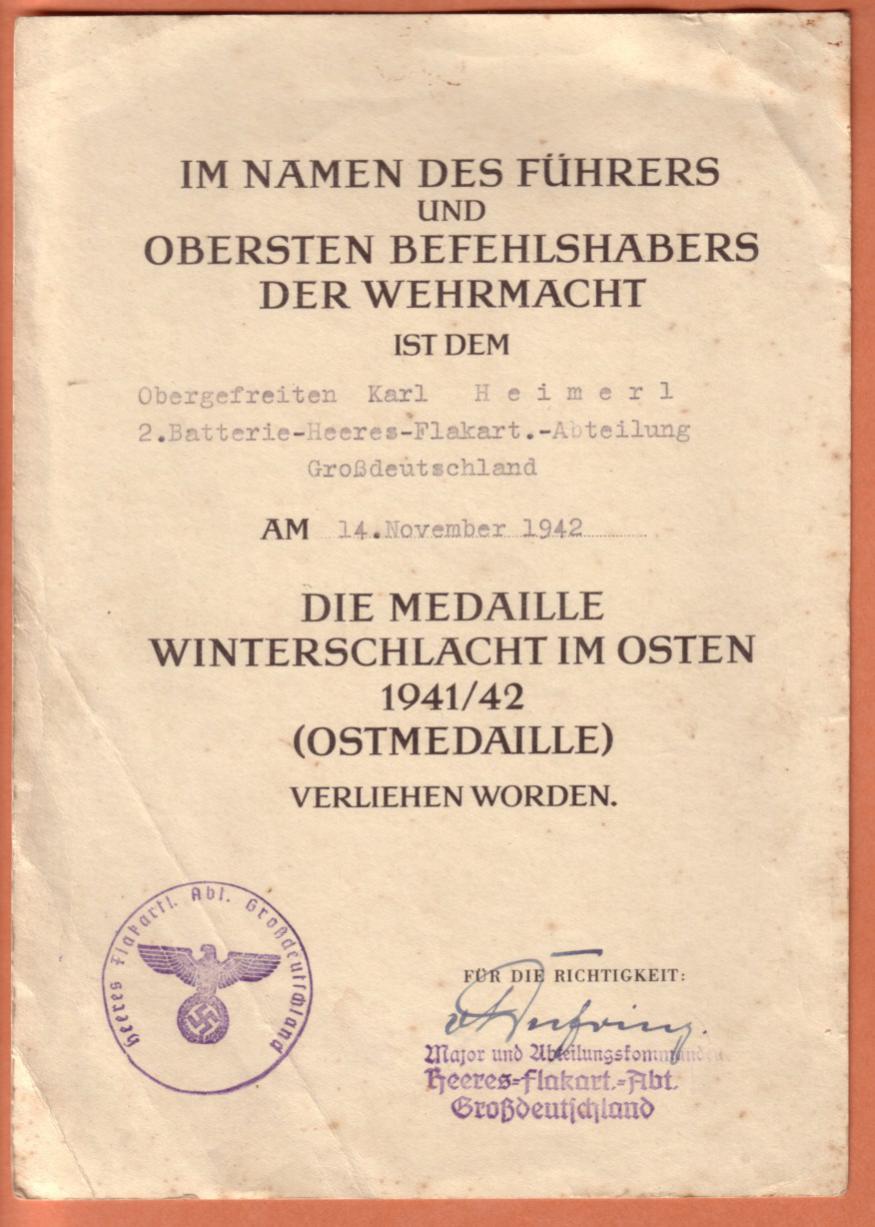 IM NAMEN DES FÜHRERS
UND
OBERSTEN BEFEHLSHABERS
DER WEHRMACHT
IST DEM
Obergefreiten Karl H e i m e r l
2.Batterie-Heeres-Flakart.-Abteilung
Großdeutschland
AM 14.November 1942
DIE MEDAILLE
WINTERSCHLACHT IM OSTEN
1941/42
(OSTMEDAILLE)
VERLIEHEN WORDEN.
Heeres Flakartl. Abt. Großdeutschland
FÜR DIE RICHTIGKEIT:
Major und Abteilungskommandeur
Heeres=Flakart.=Abt.
Großdeutschland